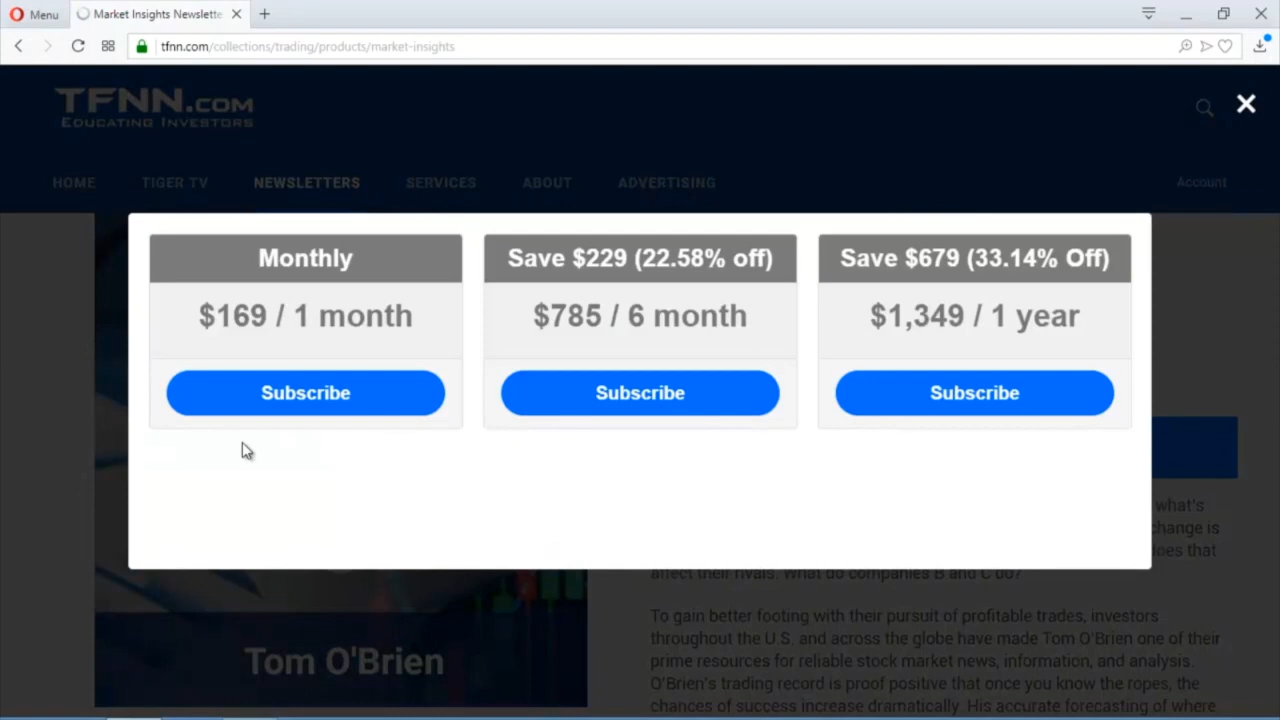 Menu
Market Insights Newslette
tfnn.com/collections/trading/products/market-insights
TFNN.COM
EDUCATING INVESTORS
HOME
TIGER TV
NEWSLETTERS
SERVICES
ABOUT
ADVERTISING
Account
Monthly
$169 / 1 month
Subscribe
Save $229 (22.58% off)
$785 / 6 month
Subscribe
Save $679 (33.14% Off)
$1,349 / 1 year
Subscribe
what's
change is
does that
affect their rivals. What do companies B and C do?
To gain better footing with their pursuit of profitable trades, investors
throughout the U.S. and across the globe have made Tom O'Brien one of their
prime resources for reliable stock market news, information, and analysis.
O'Brien's trading record is proof positive that once you know the ropes, the
chances of success increase dramatically. His accurate forecasting of where
Tom O'Brien